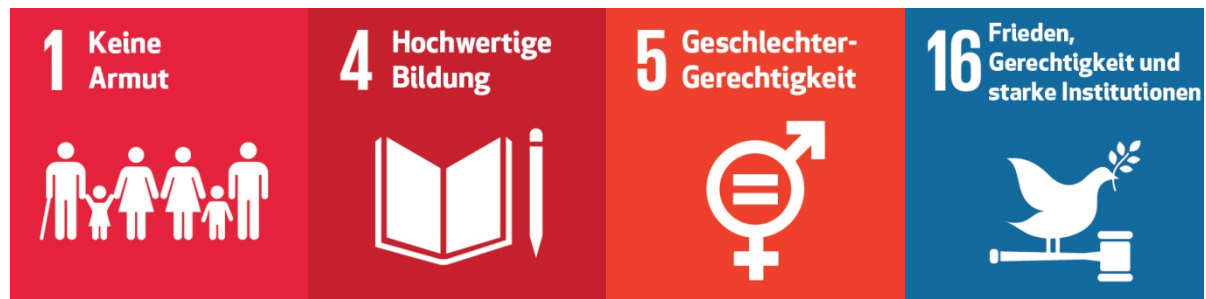 1 Keine
Armut
4 Hochwertige
Bildung
5 Geschlechter-
Gerechtigkeit
16 Frieden,
Gerechtigkeit und
starke Institutionen